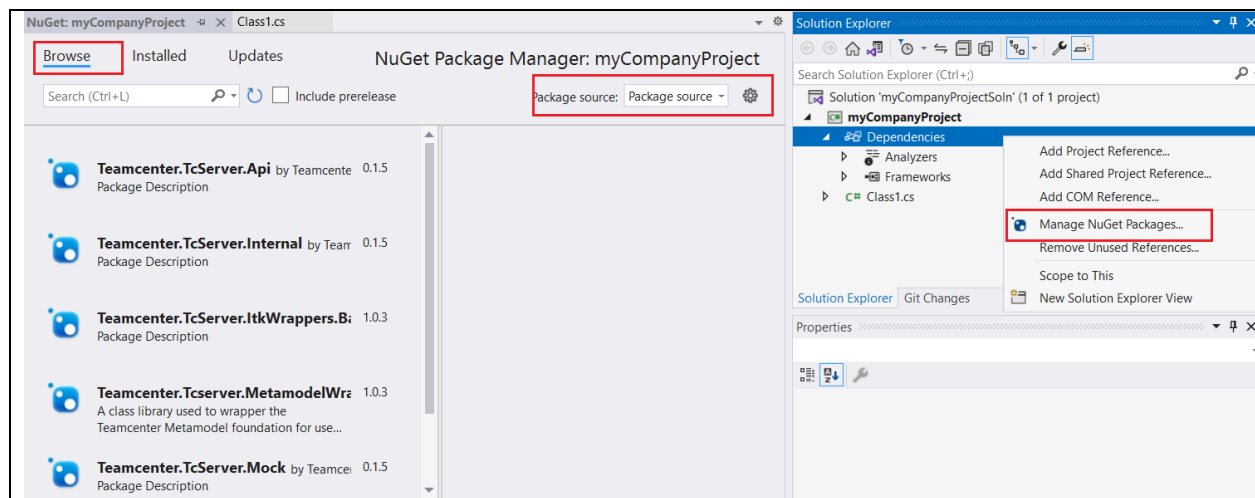 NuGet: myCompanyProject
Class1.cs
Browse
Installed
Updates
NuGet Package Manager: myCompanyProject
Search (Ctrl+L)
Include prerelease
Package source: Package source
Teamcenter.TcServer.Api by Teamcente 0.1.5
Package Description
Teamcenter.TcServer.Internal by Team 0.1.5
Package Description
Teamcenter.TcServer.ItkWrappers.Ba 1.0.3
Package Description
Teamcenter.Tcserver.MetamodelWra 1.0.3
A class library used to wrapper the
Teamcenter Metamodel foundation for use...
Teamcenter.TcServer.Mock by Teamcen 0.1.5
Package Description
Solution Explorer
Search Solution Explorer (Ctrl+;)
Solution 'myCompanyProjectSoln' (1 of 1 project)
C# myCompanyProject
Dependencies
Analyzers
Frameworks
C# Class1.cs
Add Project Reference...
Add Shared Project Reference...
Add COM Reference...
Manage NuGet Packages...
Remove Unused References...
Scope to This
New Solution Explorer View
Solution Explorer
Git Changes
Properties